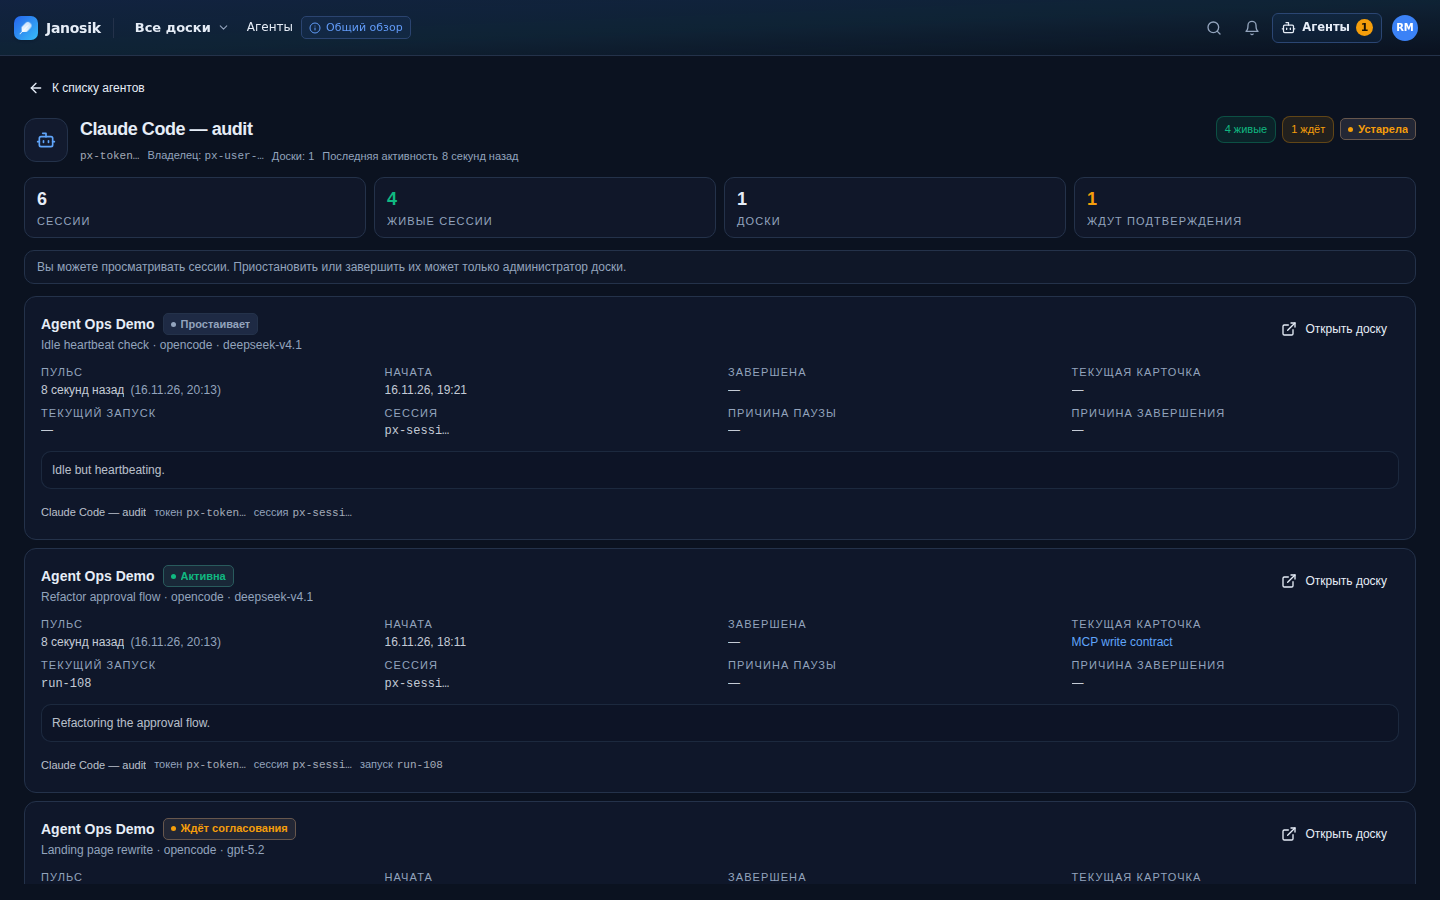 Janosik Все доски Агенты Общий обзор Агенты 1 RM
К списку агентов
Claude Code — audit
4 живые 1 ждёт Устарела
px-token… Владелец: px-user-… Доски: 1 Последняя активность 8 секунд назад
6 4 1 1
СЕССИИ ЖИВЫЕ СЕССИИ ДОСКИ ЖДУТ ПОДТВЕРЖДЕНИЯ
Вы можете просматривать сессии. Приостановить или завершить их может только администратор доски.
Agent Ops Demo Простаивает
Открыть доску
Idle heartbeat check · opencode · deepseek-v4.1
ПУЛЬС НАЧАТА ЗАВЕРШЕНА ТЕКУЩАЯ КАРТОЧКА
8 секунд назад (16.11.26, 20:13) 16.11.26, 19:21 — —
ТЕКУЩИЙ ЗАПУСК СЕССИЯ ПРИЧИНА ПАУЗЫ ПРИЧИНА ЗАВЕРШЕНИЯ
— px-sessi… — —
Idle but heartbeating.
Claude Code — audit токен px-token… сессия px-sessi…
Agent Ops Demo Активна
Открыть доску
Refactor approval flow · opencode · deepseek-v4.1
ПУЛЬС НАЧАТА ЗАВЕРШЕНА ТЕКУЩАЯ КАРТОЧКА
8 секунд назад (16.11.26, 20:13) 16.11.26, 18:11 — MCP write contract
ТЕКУЩИЙ ЗАПУСК СЕССИЯ ПРИЧИНА ПАУЗЫ ПРИЧИНА ЗАВЕРШЕНИЯ
run-108 px-sessi… — —
Refactoring the approval flow.
Claude Code — audit токен px-token… сессия px-sessi… запуск run-108
Agent Ops Demo Ждёт согласования
Открыть доску
Landing page rewrite · opencode · gpt-5.2
ПУЛЬС НАЧАТА ЗАВЕРШЕНА ТЕКУЩАЯ КАРТОЧКА